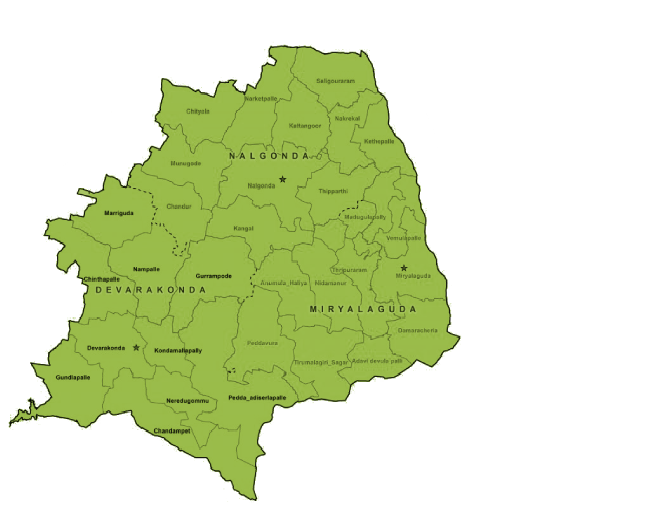 Saligouraram
Narketpalle
Chityala
Nakrekal
Kattangoor
Kethepalle
NALGONDA
Munugode
Nalgonda
Thipparthi
Chandur
Marriguda
Madugulapally
Kangal
Vemulapalle
Nampalle
Thripuraram
Chinthapalle
Gurrampode
Miryalaguda
Anumula_Haliya
Nidamanur
DEVARAKONDA
MIRYALAGUDA
Damaracherla
Peddavura
Devarakonda
Kondamallepally
Tirumalagiri_Sagar
Adavi devula palli
Gundlapalle
Neredugommu
Pedda_adiserlapalle
Chandampet